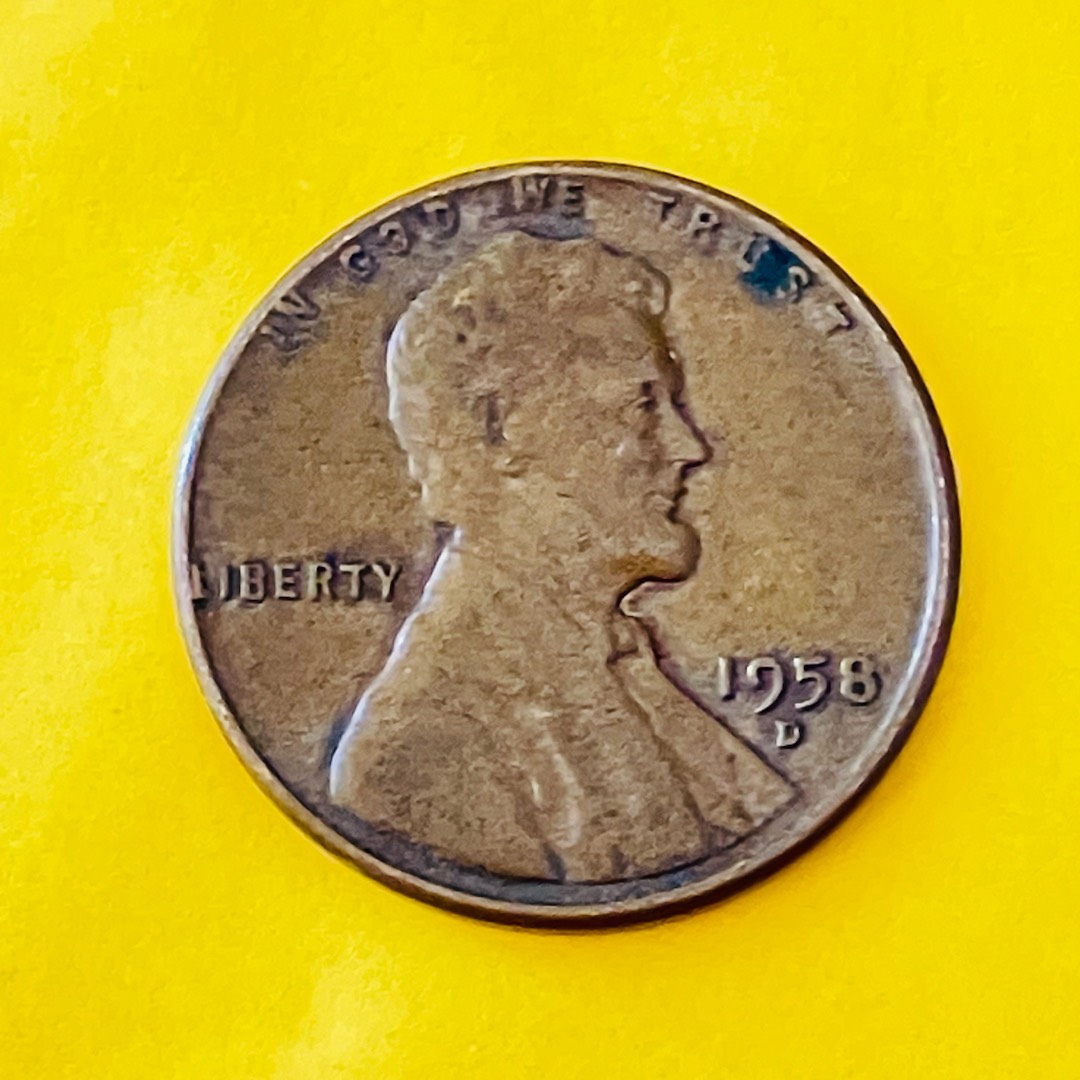 IN GOD WE TRUST
LIBERTY
1958
D